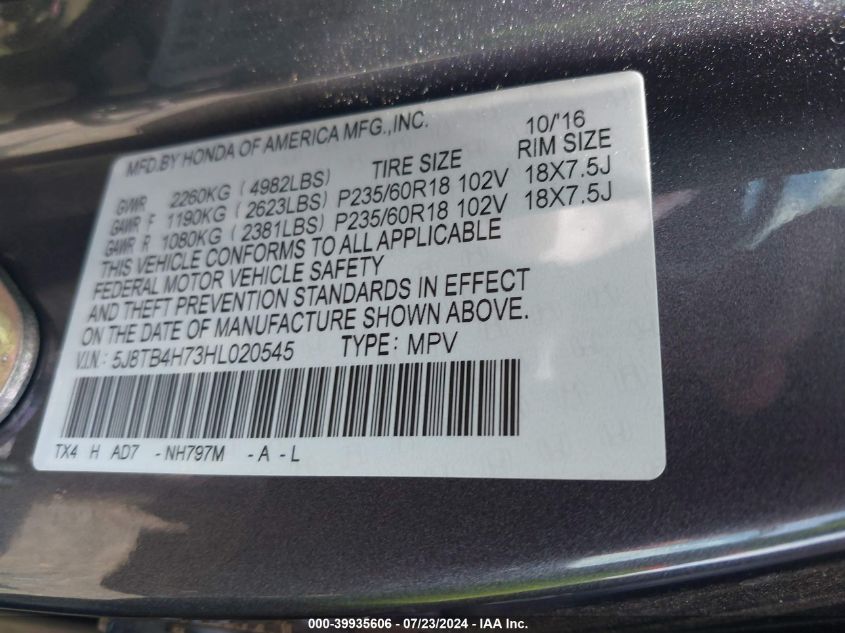 MFD.BY HONDA OF AMERICA MFG.,INC. 10/'16
TIRE SIZE RIM SIZE
GVWR 2260KG (4982LBS)
GAWR F 1190KG (2623LBS) P235/60R18 102V 18X7.5J
GAWR R 1080KG (2381LBS) P235/60R18 102V 18X7.5J
THIS VEHICLE CONFORMS TO ALL APPLICABLE
FEDERAL MOTOR VEHICLE SAFETY
AND THEFT PREVENTION STANDARDS IN EFFECT
ON THE DATE OF MANUFACTURE SHOWN ABOVE.
V.I.N.: 5J8TB4H73HL020545 TYPE: MPV
TX4 H AD7 -NH797M -A -L
000-39935606 / 07/23/2024 - IAA Inc.